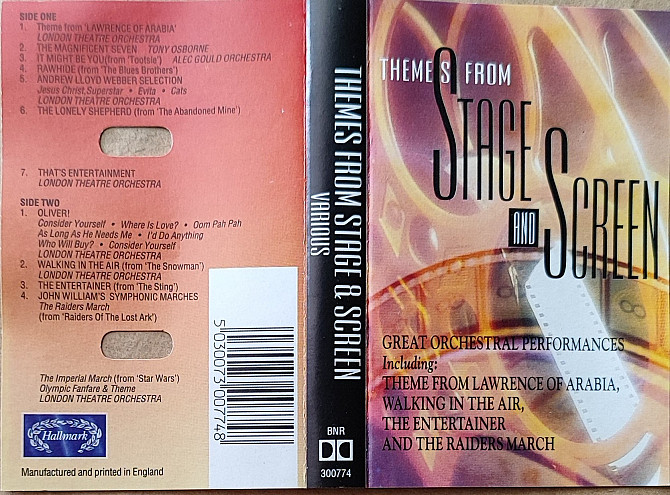 SIDE ONE
1. Theme from 'LAWRENCE OF ARABIA'
LONDON THEATRE ORCHESTRA
2. THE MAGNIFICENT SEVEN TONY OSBORNE
3. IT MIGHT BE YOU(from 'Tootsie') ALEC GOULD ORCHESTRA
4. RAWHIDE (from 'The Blues Brothers')
5. ANDREW LLOYD WEBBER SELECTION
Jesus Christ, Superstar • Evita • Cats
LONDON THEATRE ORCHESTRA
6. THE LONELY SHEPHERD (from 'The Abandoned Mine')
7. THAT'S ENTERTAINMENT
LONDON THEATRE ORCHESTRA
SIDE TWO
1. OLIVER!
Consider Yourself • Where Is Love? • Oom Pah Pah
As Long As He Needs Me • I'd Do Anything
Who Will Buy? • Consider Yourself
LONDON THEATRE ORCHESTRA
2. WALKING IN THE AIR (from 'The Snowman')
LONDON THEATRE ORCHESTRA
3. THE ENTERTAINER (from 'The Sting')
4. JOHN WILLIAM'S SYMPHONIC MARCHES
The Raiders March
(from 'Raiders Of The Lost Ark')
The Imperial March (from 'Star Wars')
Olympic Fanfare & Theme
LONDON THEATRE ORCHESTRA
Hallmark
Manufactured and printed in England
5030073007748
THEMES FROM STAGE & SCREEN
VARIOUS
BNR
300774
THEMES FROM
STAGE
AND SCREEN
GREAT ORCHESTRAL PERFORMANCES
Including:
THEME FROM LAWRENCE OF ARABIA,
WALKING IN THE AIR,
THE ENTERTAINER
AND THE RAIDERS MARCH